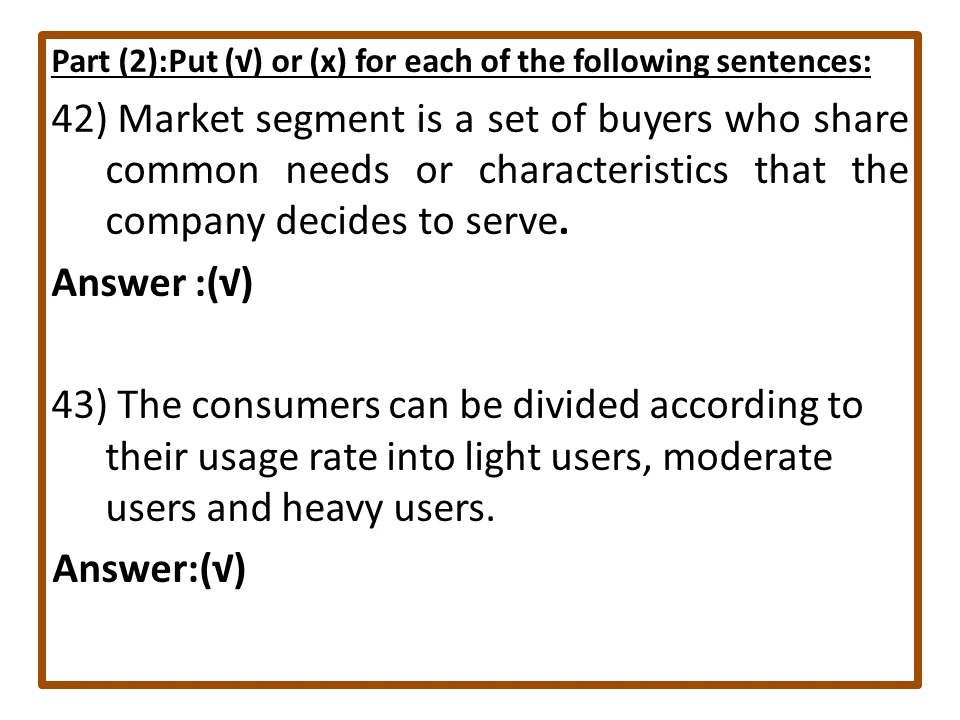 Part (2):Put (√) or (x) for each of the following sentences:
42) Market segment is a set of buyers who share
common needs or characteristics that the
company decides to serve.
Answer :(√)
43) The consumers can be divided according to
their usage rate into light users, moderate
users and heavy users.
Answer:(√)